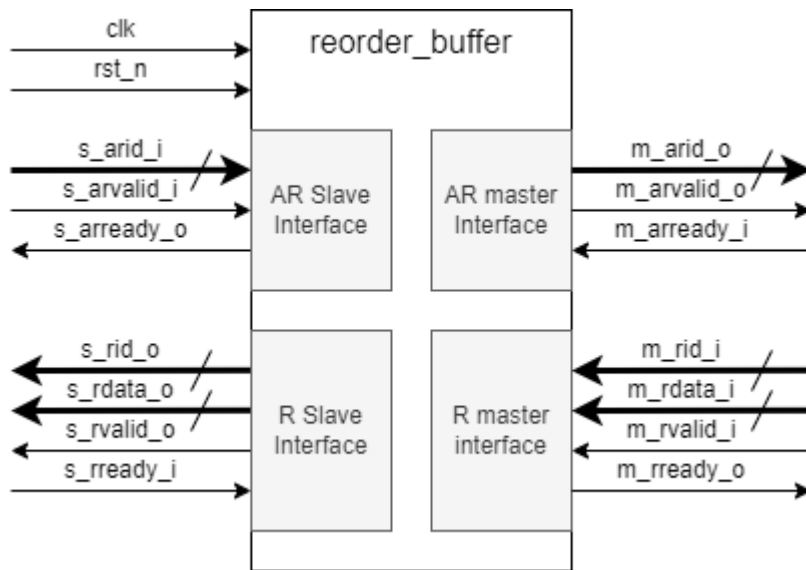 clk
reorder_buffer
rst_n
s_arid_i
s_arvalid_i
s_arready_o
AR Slave
Interface
AR master
Interface
m_arid_o
m_arvalid_o
m_arready_i
s_rid_o
s_rdata_o
s_rvalid_o
s_rready_i
R Slave
Interface
R master
interface
m_rid_i
m_rdata_i
m_rvalid_i
m_rready_o